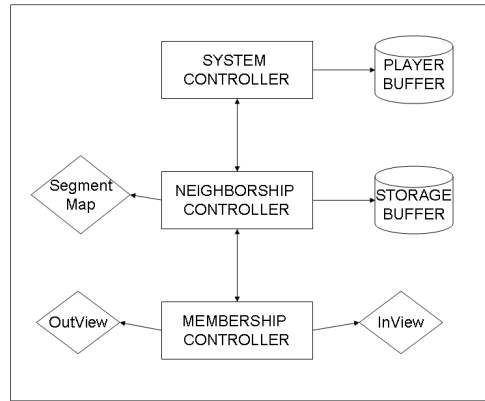 SYSTEM
CONTROLLER
PLAYER
BUFFER
Segment
Map
NEIGHBORSHIP
CONTROLLER
STORAGE
BUFFER
OutView
MEMBERSHIP
CONTROLLER
InView